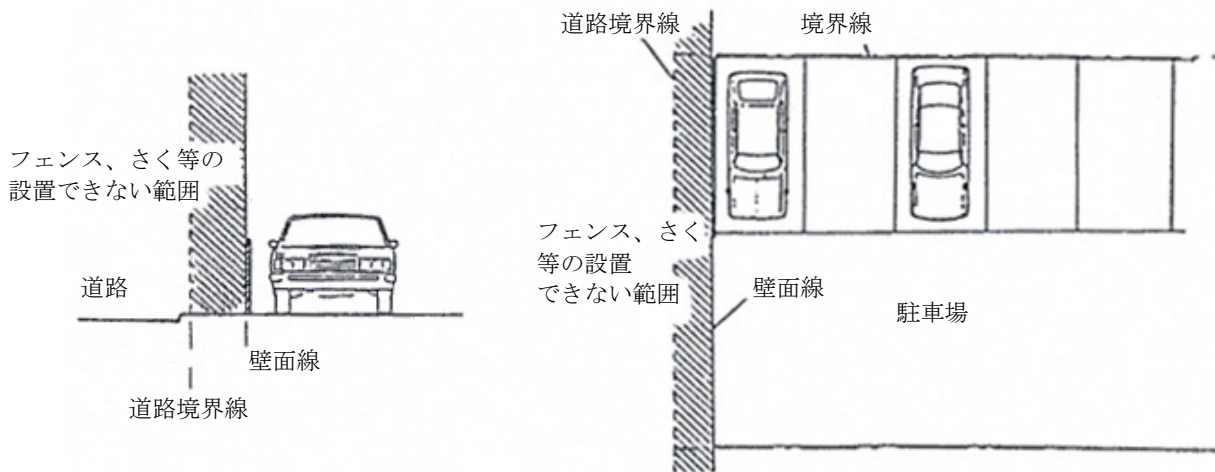 フェンス、さく等の
設置できない範囲
道路
壁面線
道路境界線
道路境界線
境界線
フェンス、さく
等の設置
できない範囲
壁面線
駐車場